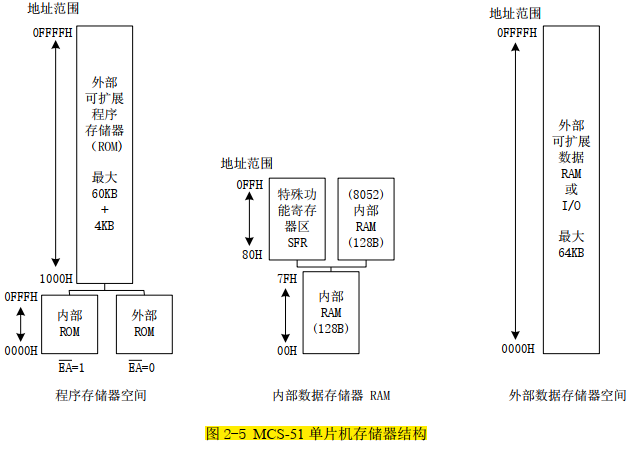 地址范围
0FFFFH
外部
可扩展
程序
存储器
(ROM)
最大
60KB
+
4KB
1000H
0FFFH
内部
ROM
外部
ROM
0000H
EA=1
EA=0
程序存储器空间
地址范围
0FFH
特殊功
能寄存
器区
SFR
(8052)
内部
RAM
(128B)
80H
7FH
内部
RAM
(128B)
00H
内部数据存储器 RAM
地址范围
0FFFFH
外部
可扩展
数据
RAM
或
I/O
最大
64KB
0000H
外部数据存储器空间
图 2-5 MCS-51 单片机存储器结构